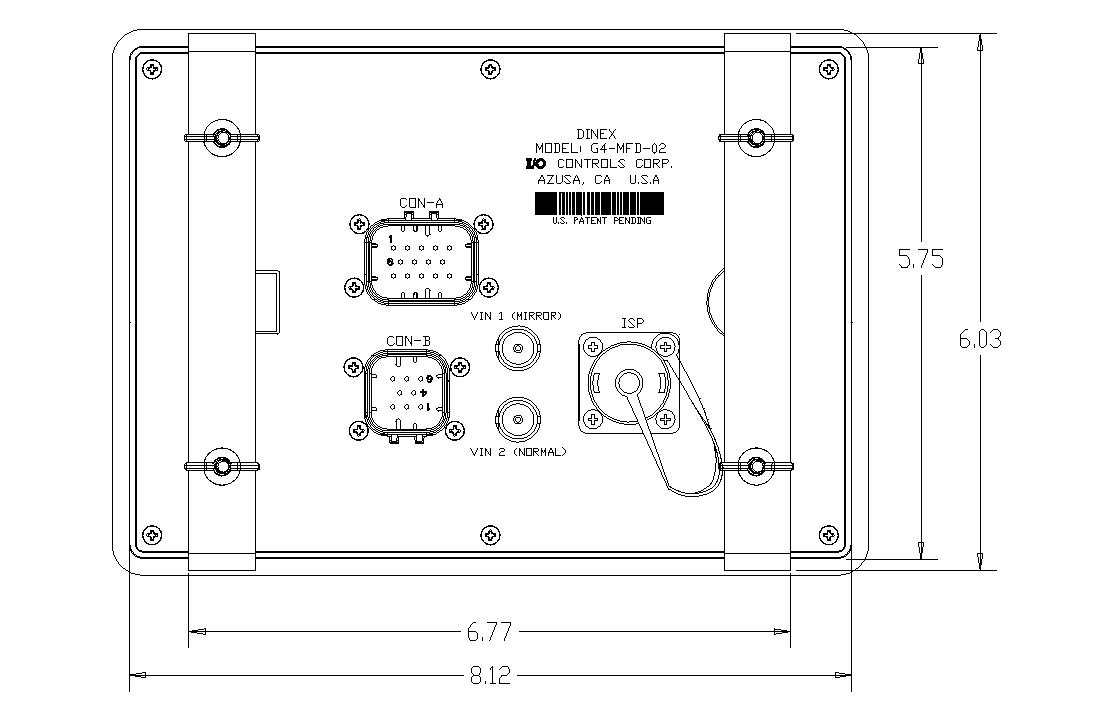 DINEX
MODEL: G4-MFD-02
I/O CONTROLS CORP.
AZUSA, CA U.S.A
U.S. PATENT PENDING
CON-A
1
6
VIN 1 (MIRROR)
ISP
CON-B
6
4
1
VIN 2 (NORMAL)
5.75
6.03
6.77
8.12